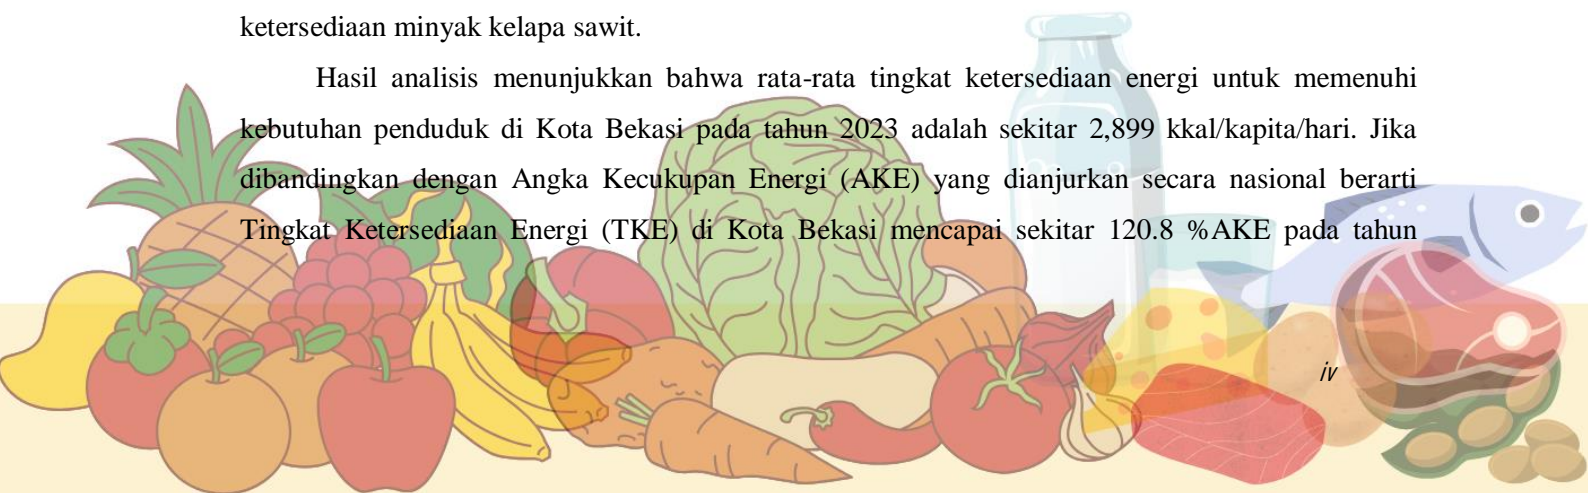 ketersediaan minyak kelapa sawit.
Hasil analisis menunjukkan bahwa rata-rata tingkat ketersediaan energi untuk memenuhi
kebutuhan penduduk di Kota Bekasi pada tahun 2023 adalah sekitar 2,899 kkal/kapita/hari. Jika
dibandingkan dengan Angka Kecukupan Energi (AKE) yang dianjurkan secara nasional berarti
Tingkat Ketersediaan Energi (TKE) di Kota Bekasi mencapai sekitar 120.8 %AKE pada tahun
iv